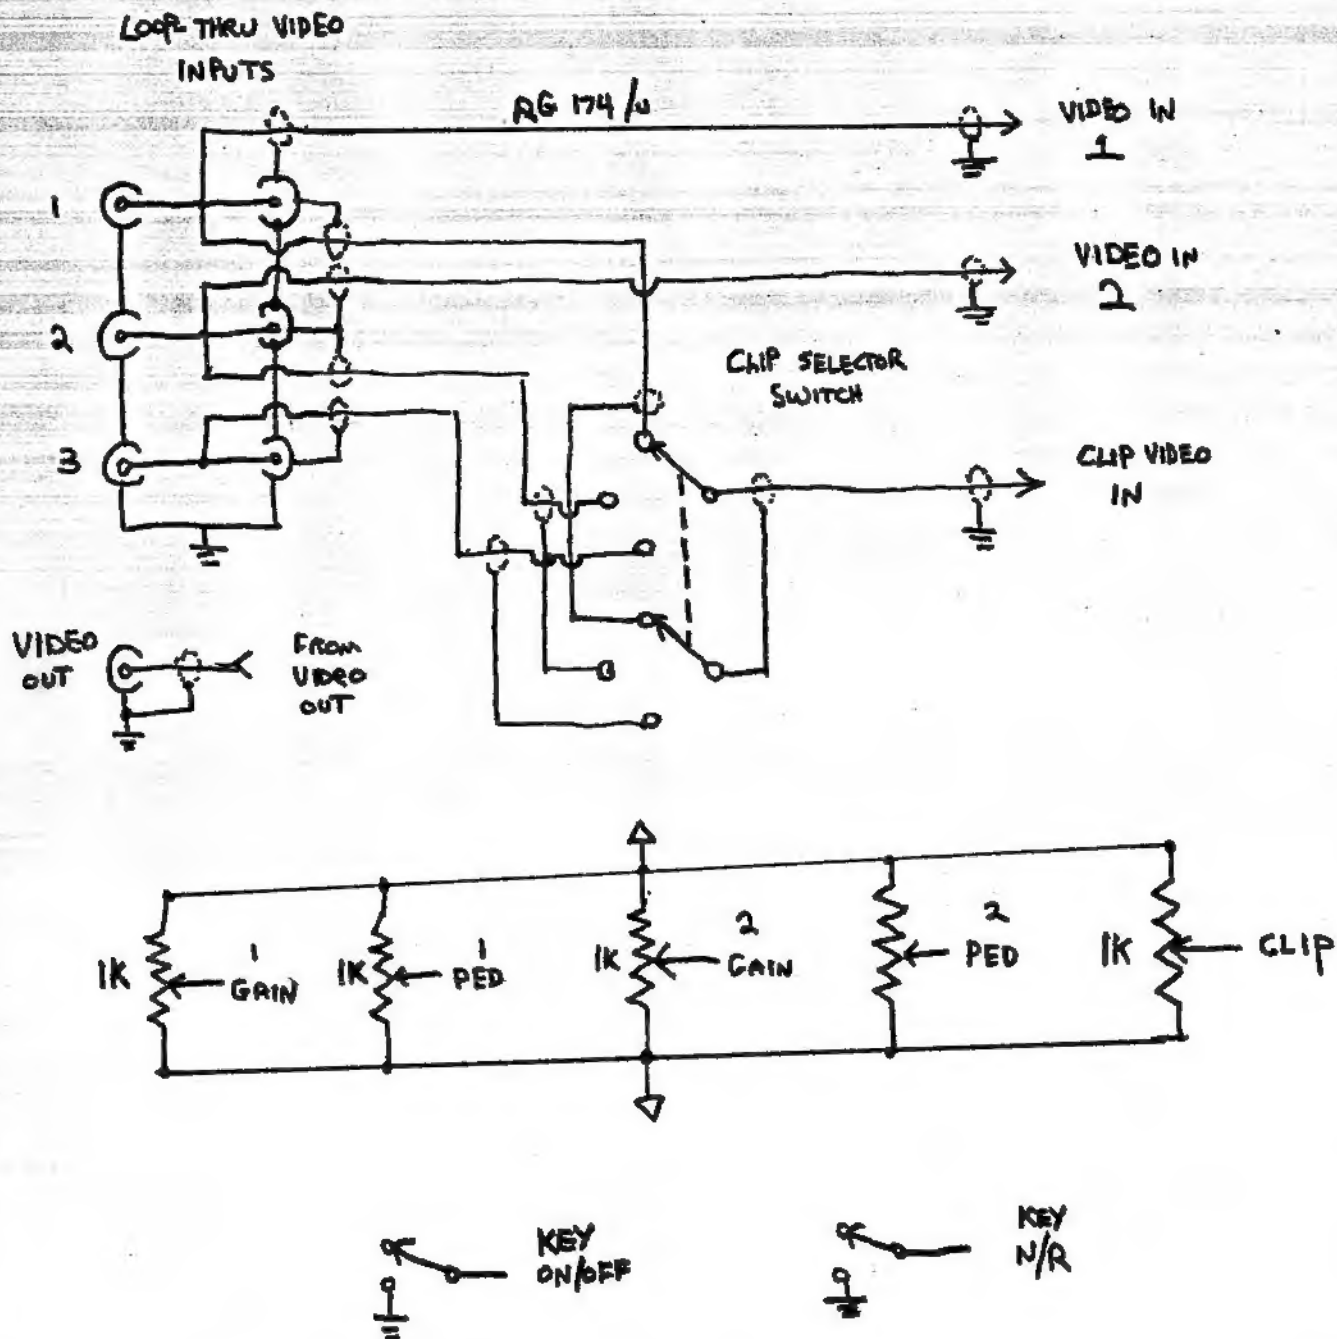 LOOP THRU VIDEO
INPUTS
RG 174/u
VIDEO IN
1
1
VIDEO IN
2
2
CLIP SELECTOR
SWITCH
3
CLIP VIDEO
IN
VIDEO
OUT
FROM
VIDEO
OUT
1K
1
GAIN
1K
1
PED
1K
2
GAIN
2
PED
1K
CLIP
KEY
ON/OFF
KEY
N/R